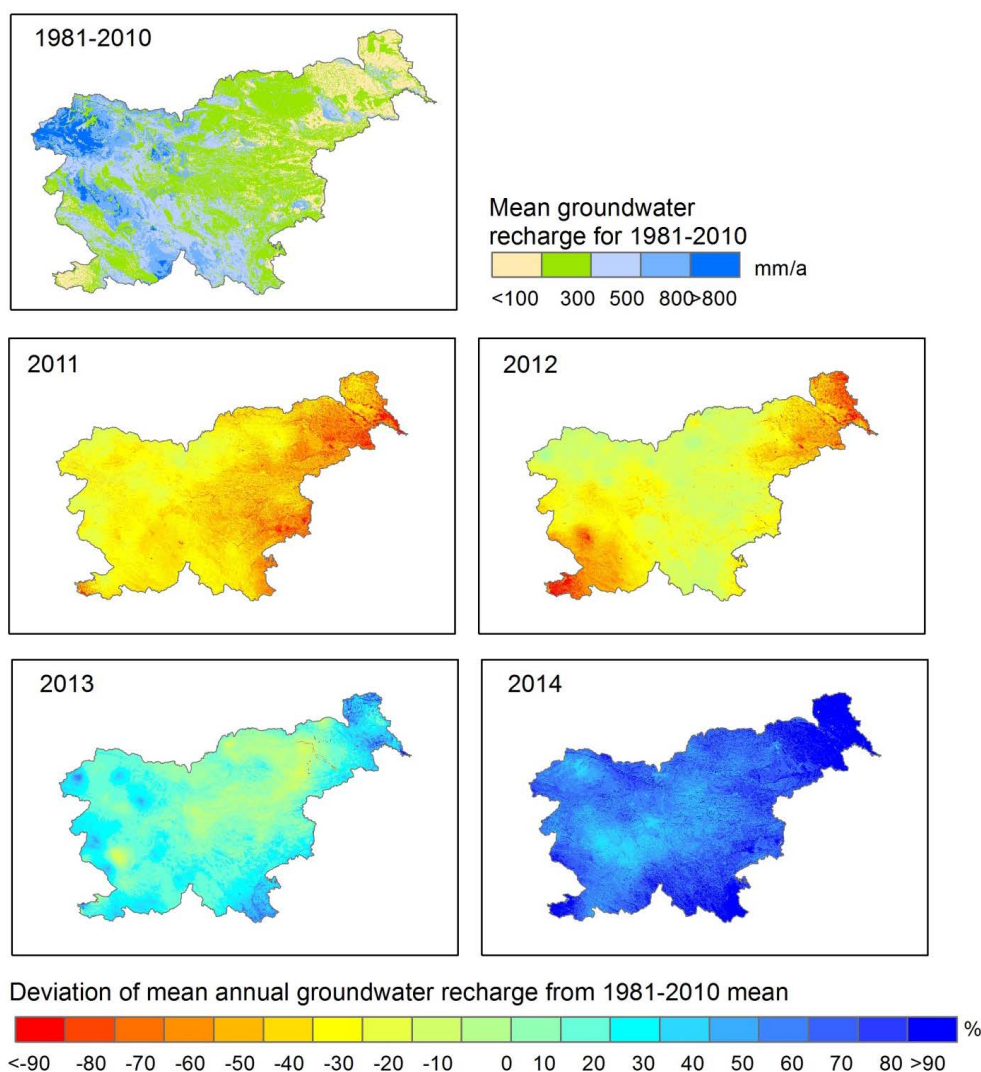 1981-2010
Mean groundwater
recharge for 1981-2010
mm/a
<100 300 500 800 >800
2011
2012
2013
2014
Deviation of mean annual groundwater recharge from 1981-2010 mean
%
<-90 -80 -70 -60 -50 -40 -30 -20 -10 0 10 20 30 40 50 60 70 80 >90